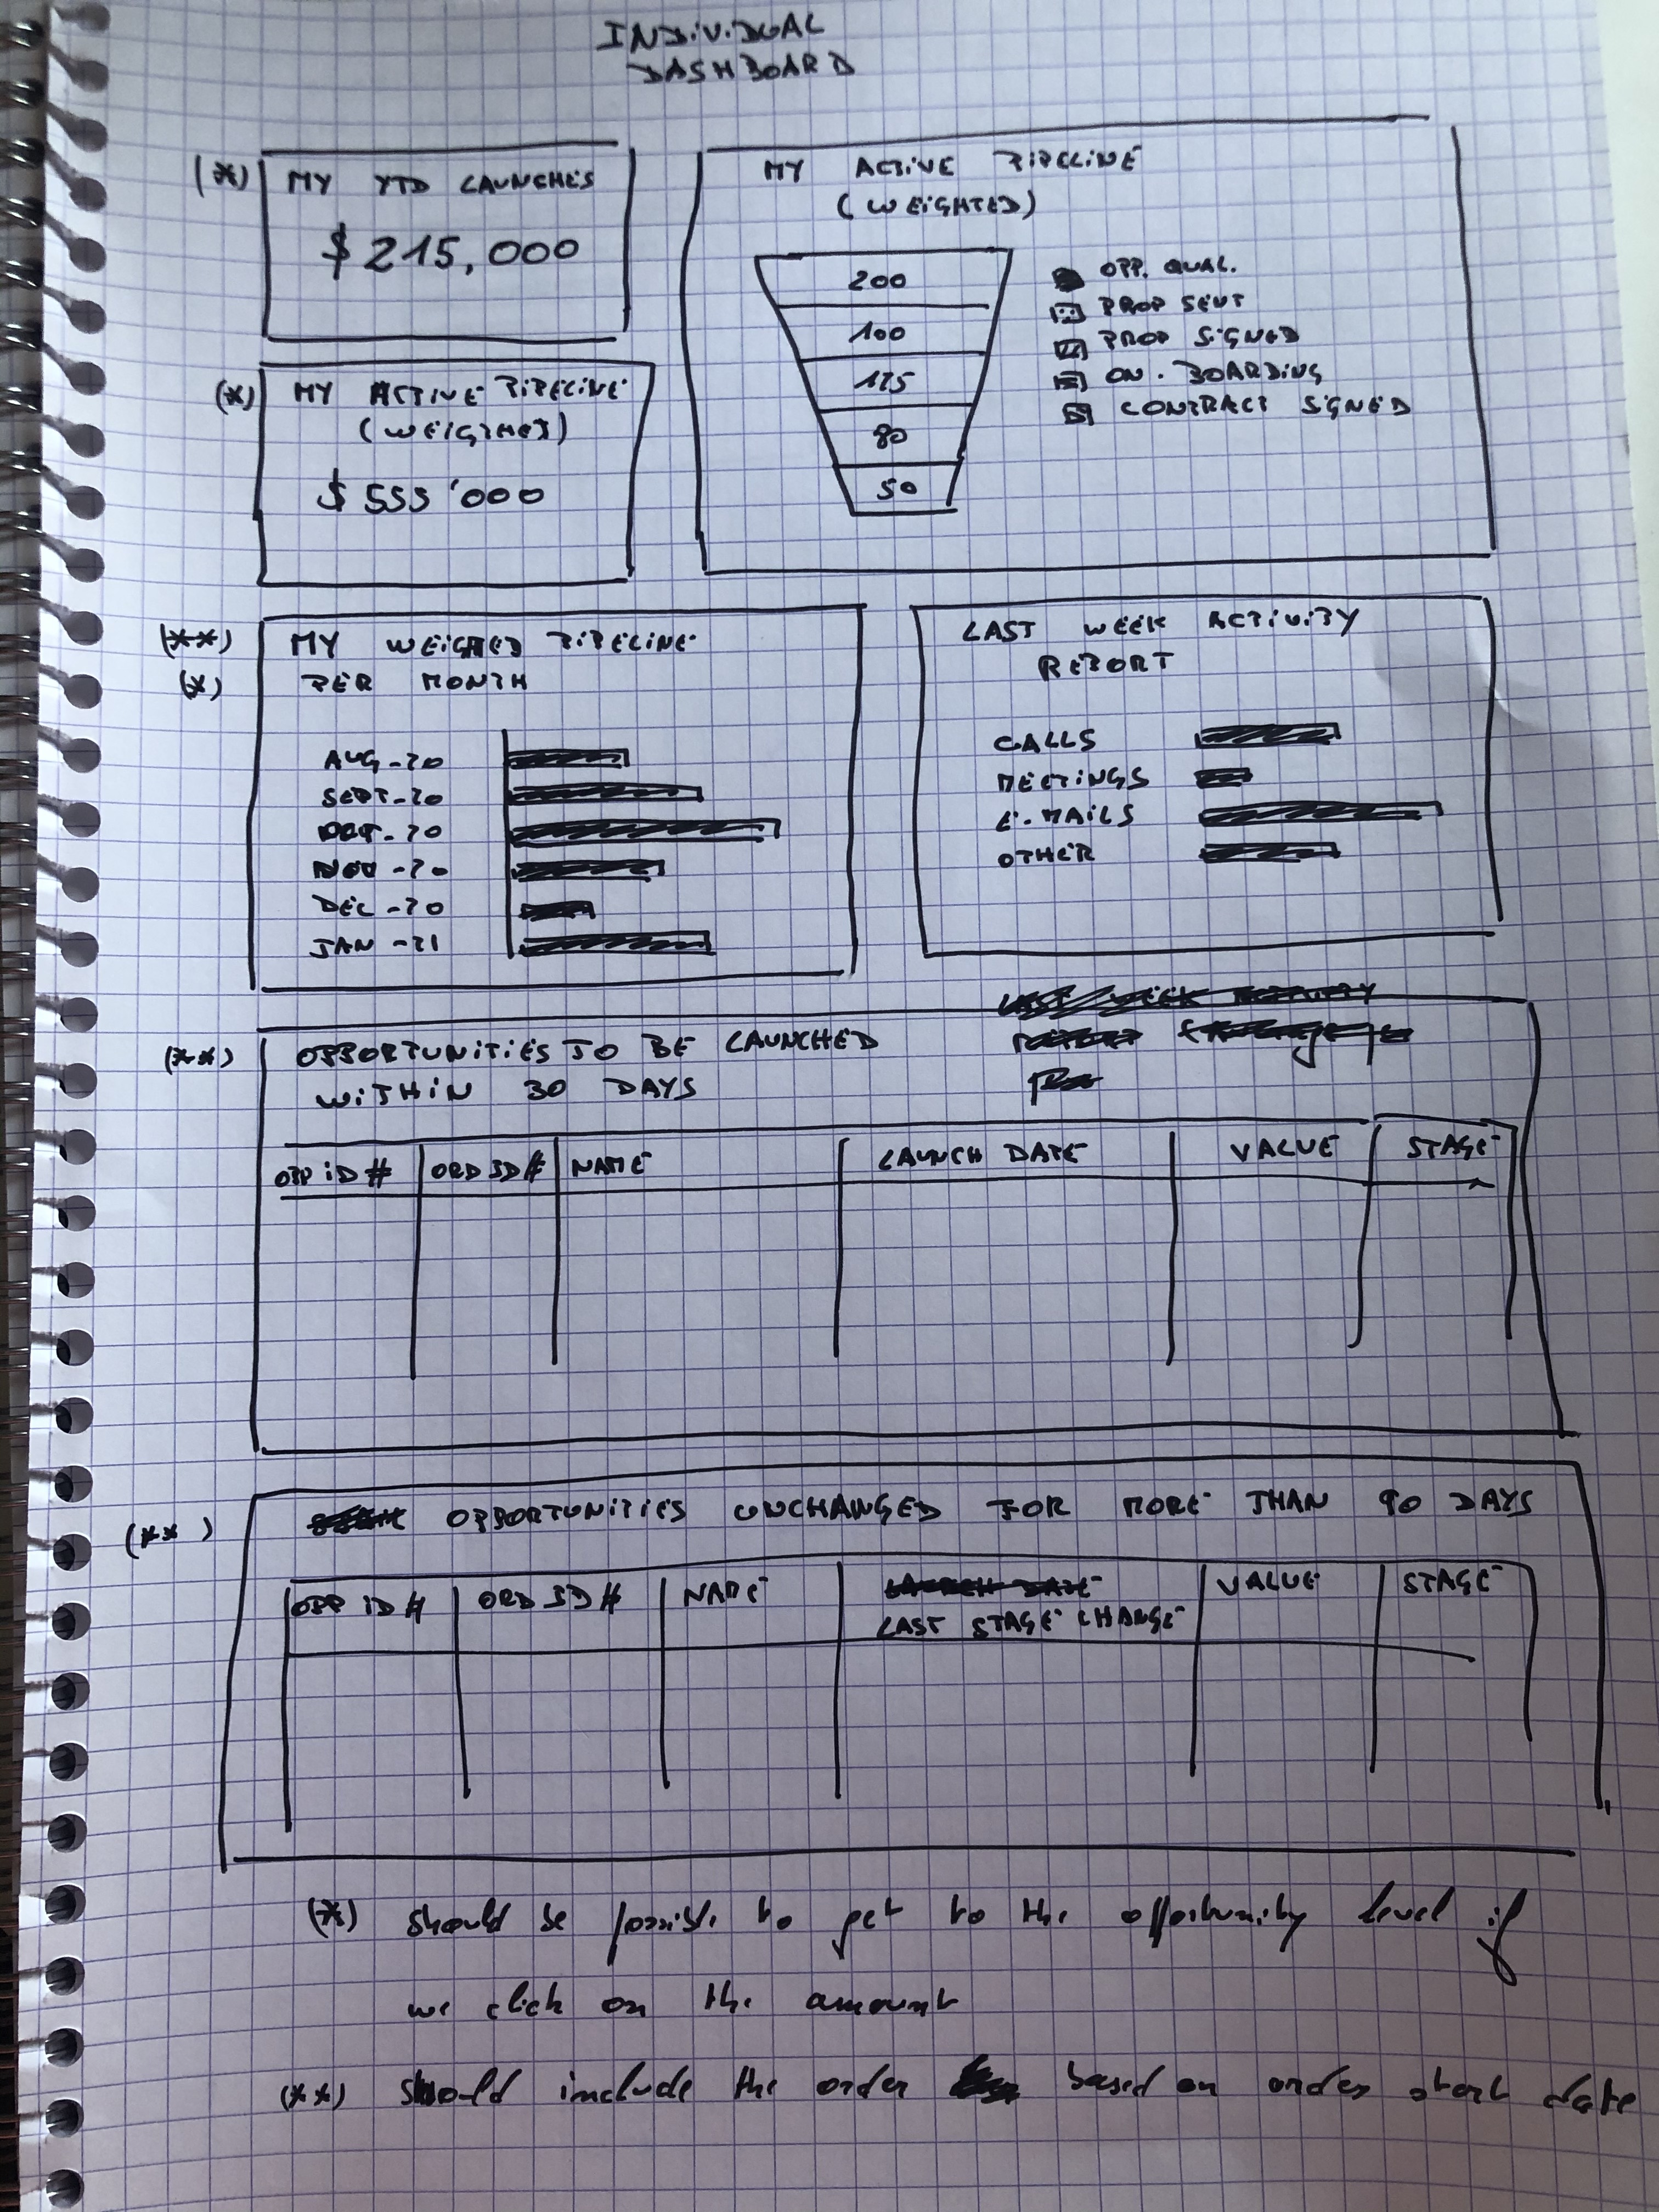 INDIVIDUAL
DASHBOARD
(*) MY YTD LAUNCHES
$ 215,000
MY ACTIVE PIPELINE
(WEIGHTED)
200
100
125
80
50
OPP. QUAL.
PROP SENT
PROP SIGNED
ON.BOARDING
CONTRACT SIGNED
(*) MY ACTIVE PIPELINE
(WEIGTHED)
$ 555'000
(**) MY WEIGHTED PIPELINE
(*) PER MONTH
AUG-20
SEPT-20
OCT-20
NOV-20
DEC-20
JAN-21
LAST WEEK ACTIVITY
REPORT
CALLS
MEETINGS
E.MAILS
OTHER
(**) OPPORTUNITIES TO BE LAUNCHED
WITHIN 30 DAYS
OPP ID # ORD ID # NAME LAUNCH DATE VALUE STAGE
(**) OPPORTUNITIES UNCHANGED FOR MORE THAN 90 DAYS
OPP ID # ORD ID # NAME LAUNCH DATE VALUE STAGE
LAST STAGE CHANGE
(*) should be possible to get to the opportunity level if
we click on the amount
(**) should include the order based on order start date